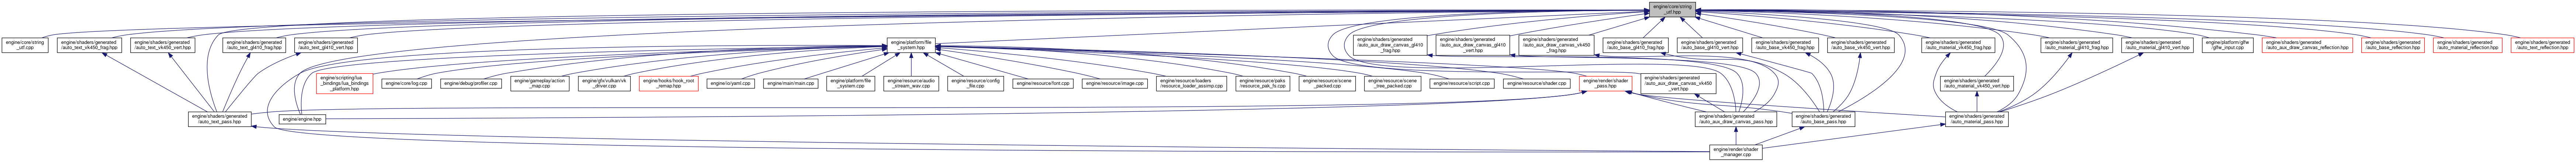 engine/core/string
_utf.hpp
engine/core/string
_utf.cpp
engine/shaders/generated
/auto_text_vk450_frag.hpp
engine/shaders/generated
/auto_text_vk450_vert.hpp
engine/shaders/generated
/auto_text_gl410_frag.hpp
engine/shaders/generated
/auto_text_gl410_vert.hpp
engine/platform/file
_system.hpp
engine/shaders/generated
/auto_aux_draw_canvas_gl410
_frag.hpp
engine/shaders/generated
/auto_aux_draw_canvas_gl410
_vert.hpp
engine/shaders/generated
/auto_aux_draw_canvas_vk450
_frag.hpp
engine/shaders/generated
/auto_base_gl410_frag.hpp
engine/shaders/generated
/auto_base_gl410_vert.hpp
engine/shaders/generated
/auto_base_vk450_frag.hpp
engine/shaders/generated
/auto_base_vk450_vert.hpp
engine/shaders/generated
/auto_material_vk450_frag.hpp
engine/shaders/generated
/auto_material_gl410_frag.hpp
engine/shaders/generated
/auto_material_gl410_vert.hpp
engine/platform/glfw
/glfw_input.cpp
engine/shaders/generated
/auto_aux_draw_canvas_reflection.hpp
engine/shaders/generated
/auto_base_reflection.hpp
engine/shaders/generated
/auto_material_reflection.hpp
engine/shaders/generated
/auto_text_reflection.hpp
engine/scripting/lua
_bindings/lua_bindings
_platform.hpp
engine/core/log.cpp
engine/debug/profiler.cpp
engine/gameplay/action
_map.cpp
engine/gfx/vulkan/vk
_driver.cpp
engine/hooks/hook_root
_remap.hpp
engine/io/yaml.cpp
engine/main/main.cpp
engine/platform/file
_system.cpp
engine/resource/audio
_stream_wav.cpp
engine/resource/config
_file.cpp
engine/resource/font.cpp
engine/resource/image.cpp
engine/resource/loaders
/resource_loader_assimp.cpp
engine/resource/paks
/resource_pak_fs.cpp
engine/resource/scene
_packed.cpp
engine/resource/scene
_tree_packed.cpp
engine/resource/script.cpp
engine/resource/shader.cpp
engine/render/shader
_pass.hpp
engine/shaders/generated
/auto_aux_draw_canvas_vk450
_vert.hpp
engine/shaders/generated
/auto_material_vk450_vert.hpp
engine/shaders/generated
/auto_text_pass.hpp
engine/engine.hpp
engine/shaders/generated
/auto_aux_draw_canvas_pass.hpp
engine/shaders/generated
/auto_base_pass.hpp
engine/shaders/generated
/auto_material_pass.hpp
engine/render/shader
_manager.cpp